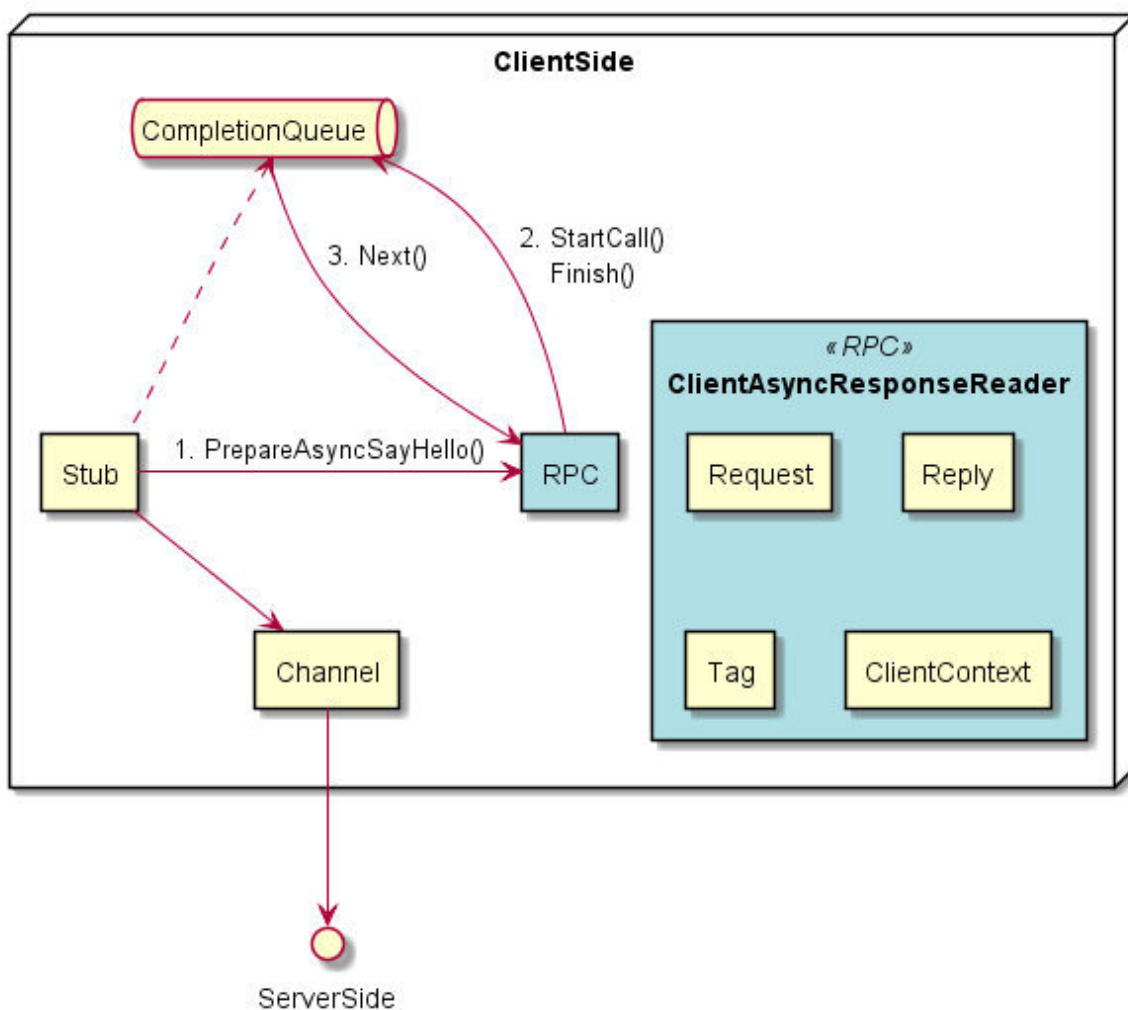 ClientSide
CompletionQueue
3. Next()
2. StartCall()
Finish()
«RPC»
ClientAsyncResponseReader
1. PrepareAsyncSayHello()
Stub
RPC
Request
Reply
Channel
Tag
ClientContext
ServerSide